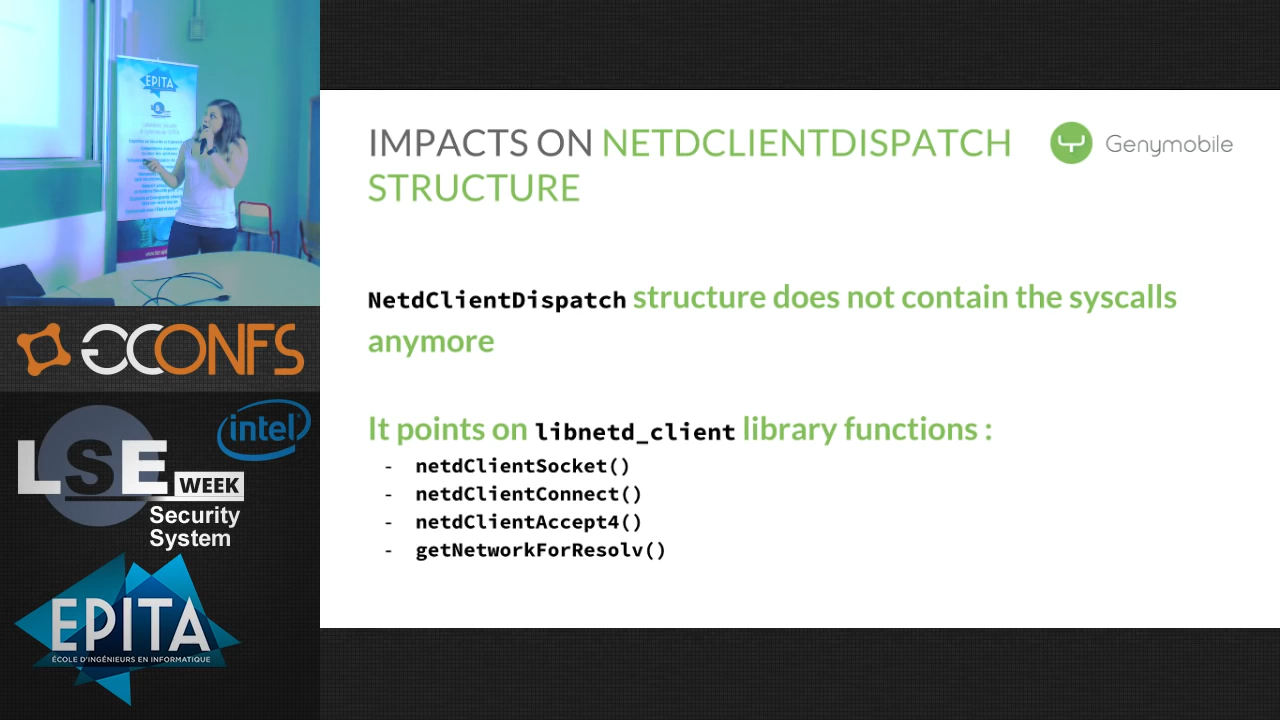 EPITA
IMPACTS ON NETDCLIENTDISPATCH
STRUCTURE
Genymobile
NetdClientDispatch structure does not contain the syscalls
anymore
It points on libnetd_client library functions :
- netdClientSocket()
- netdClientConnect()
- netdClientAccept4()
- getNetworkForResolv()
GCONFS
intel
LSE
WEEK
Security
System
EPITA
ÉCOLE D'INGÉNIEURS EN INFORMATIQUE